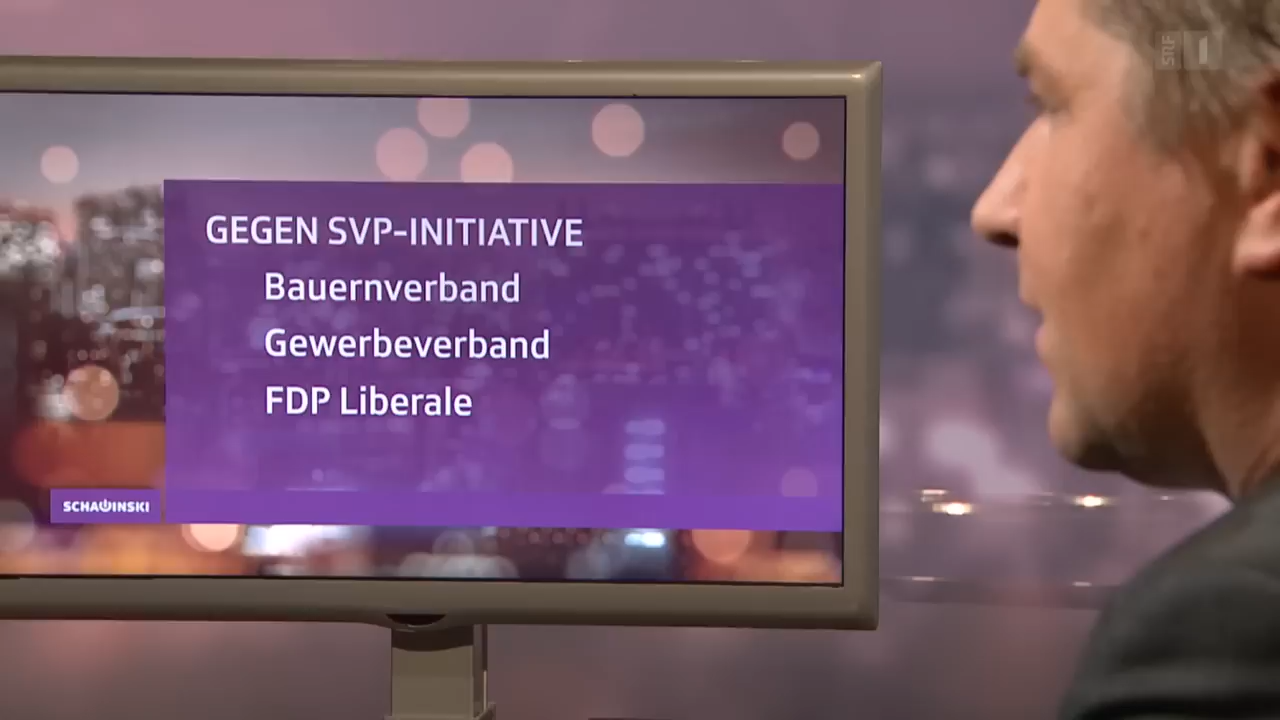 SRF 1
GEGEN SVP-INITIATIVE
Bauernverband
Gewerbeverband
FDP Liberale
SCHAWINSKI